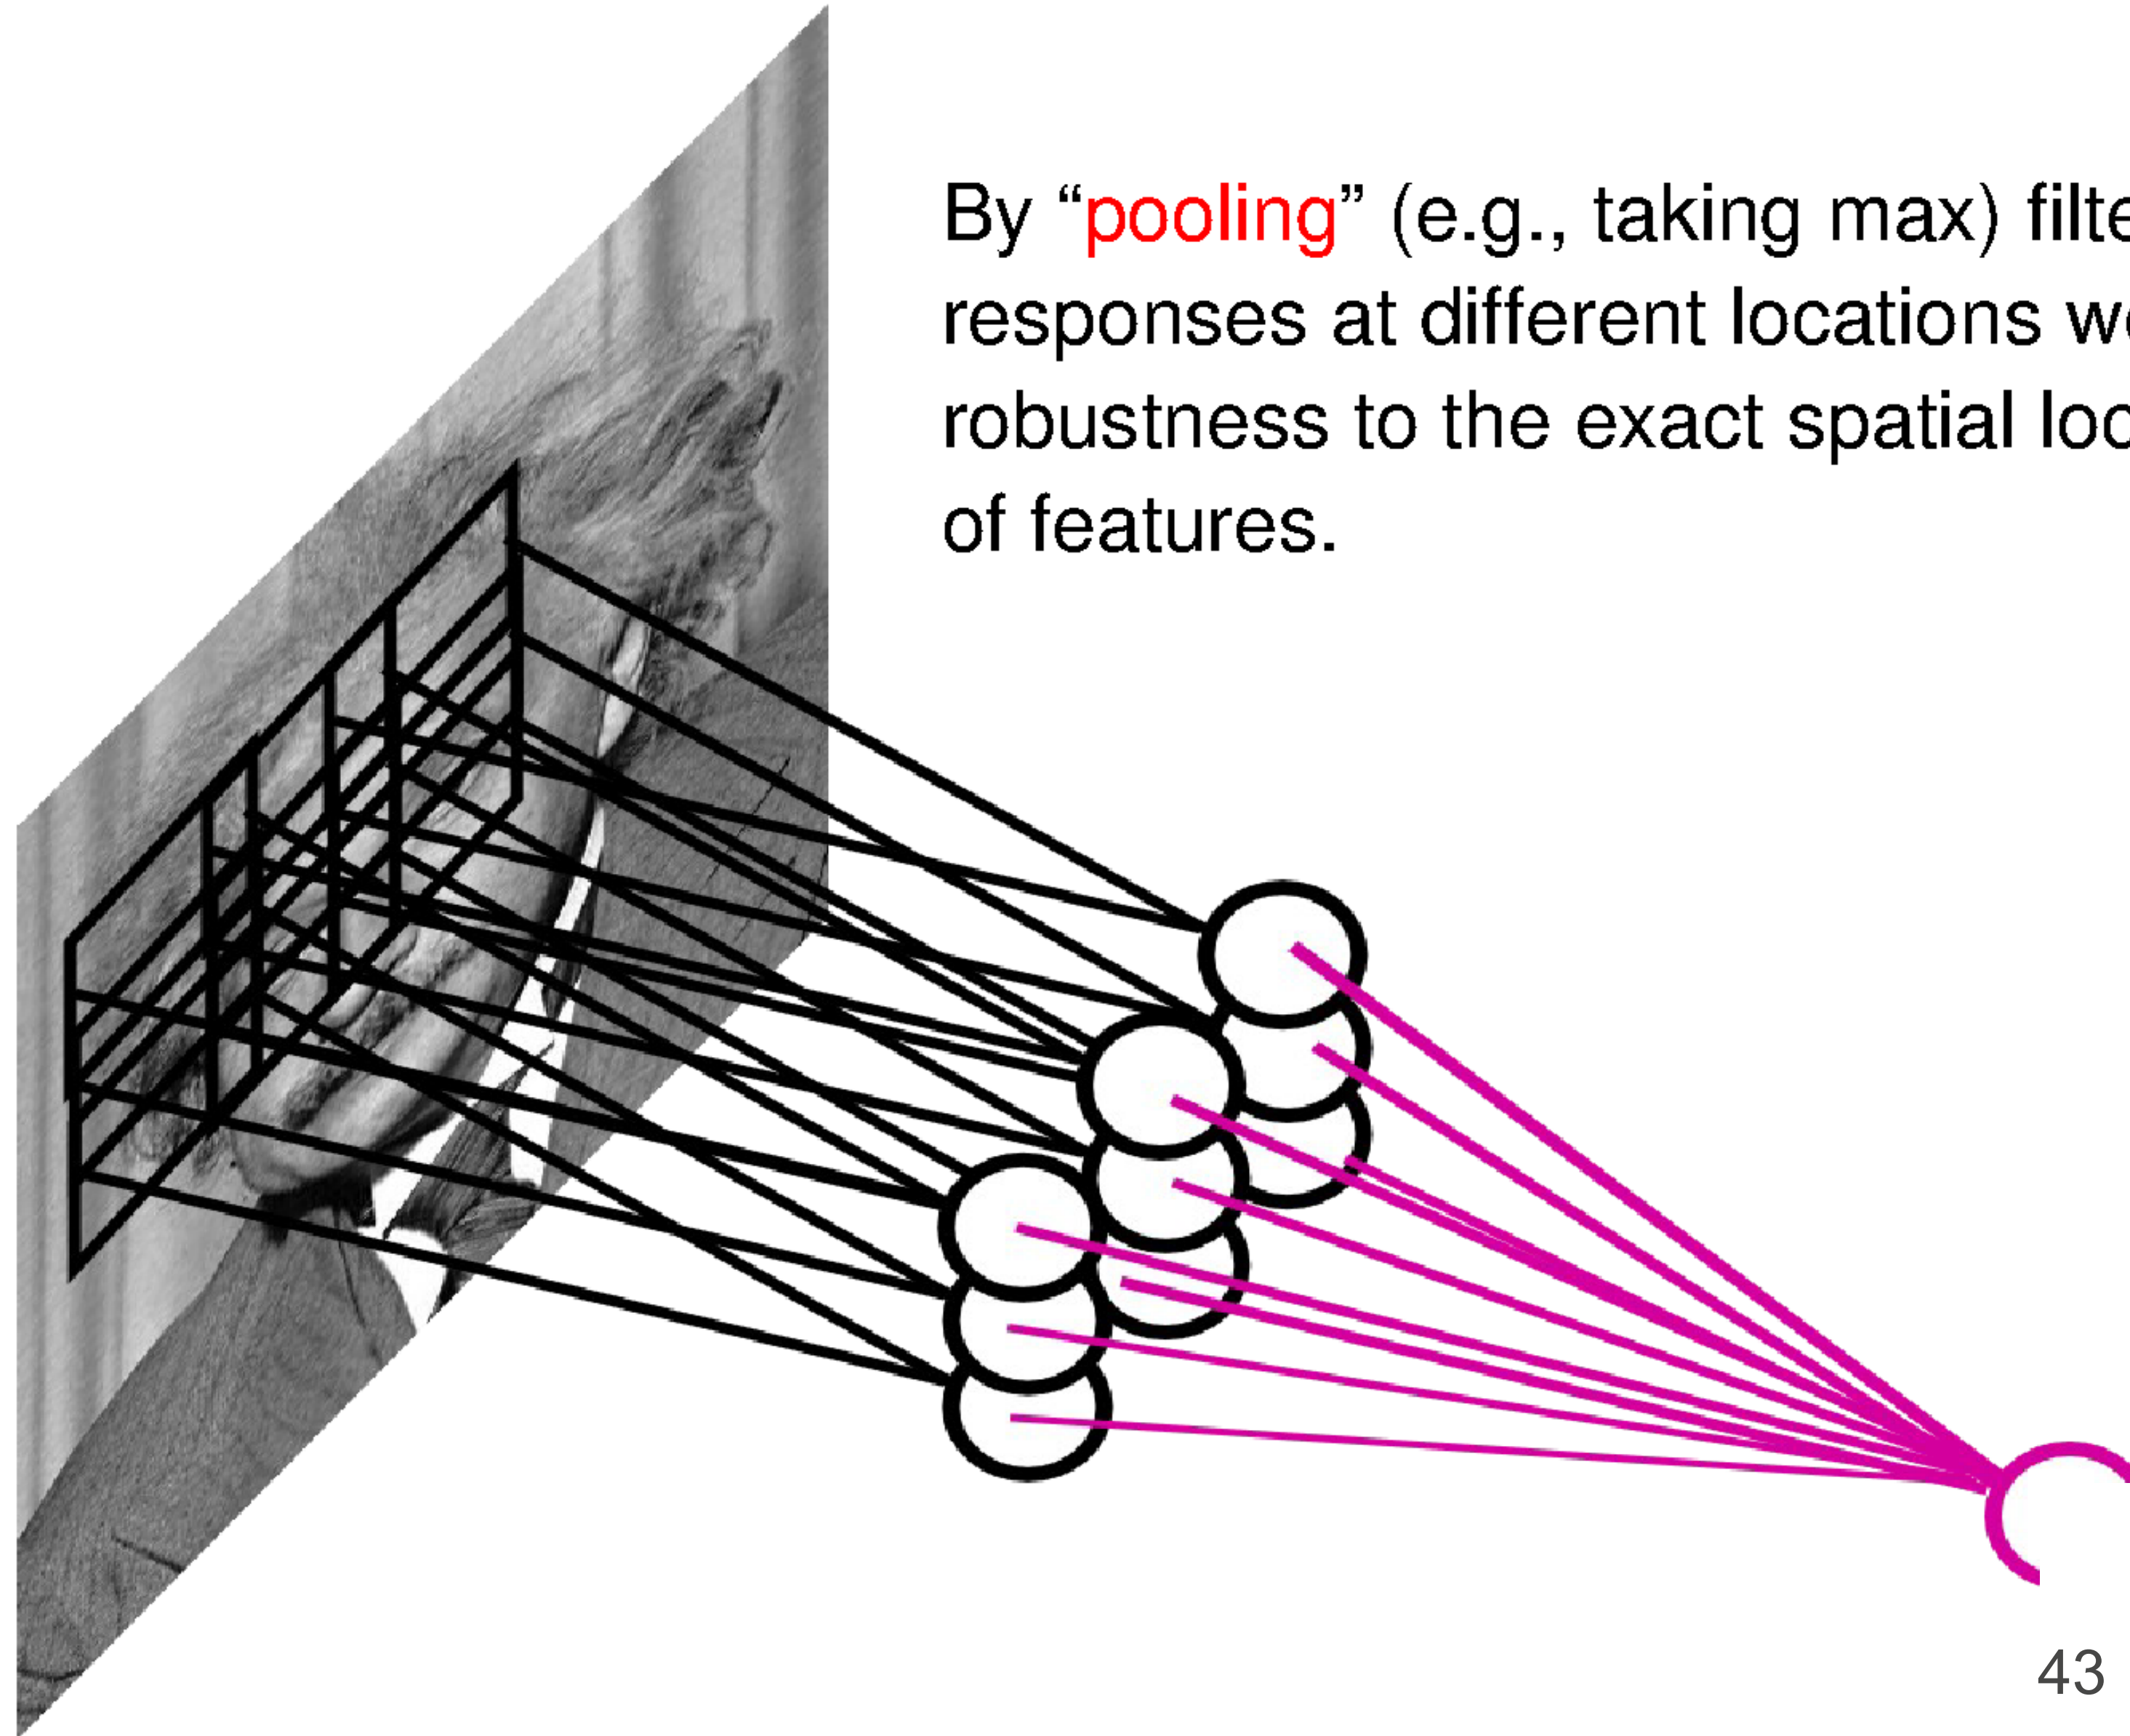 By “pooling” (e.g., taking max) filte
responses at different locations we
robustness to the exact spatial loc
of features.
43